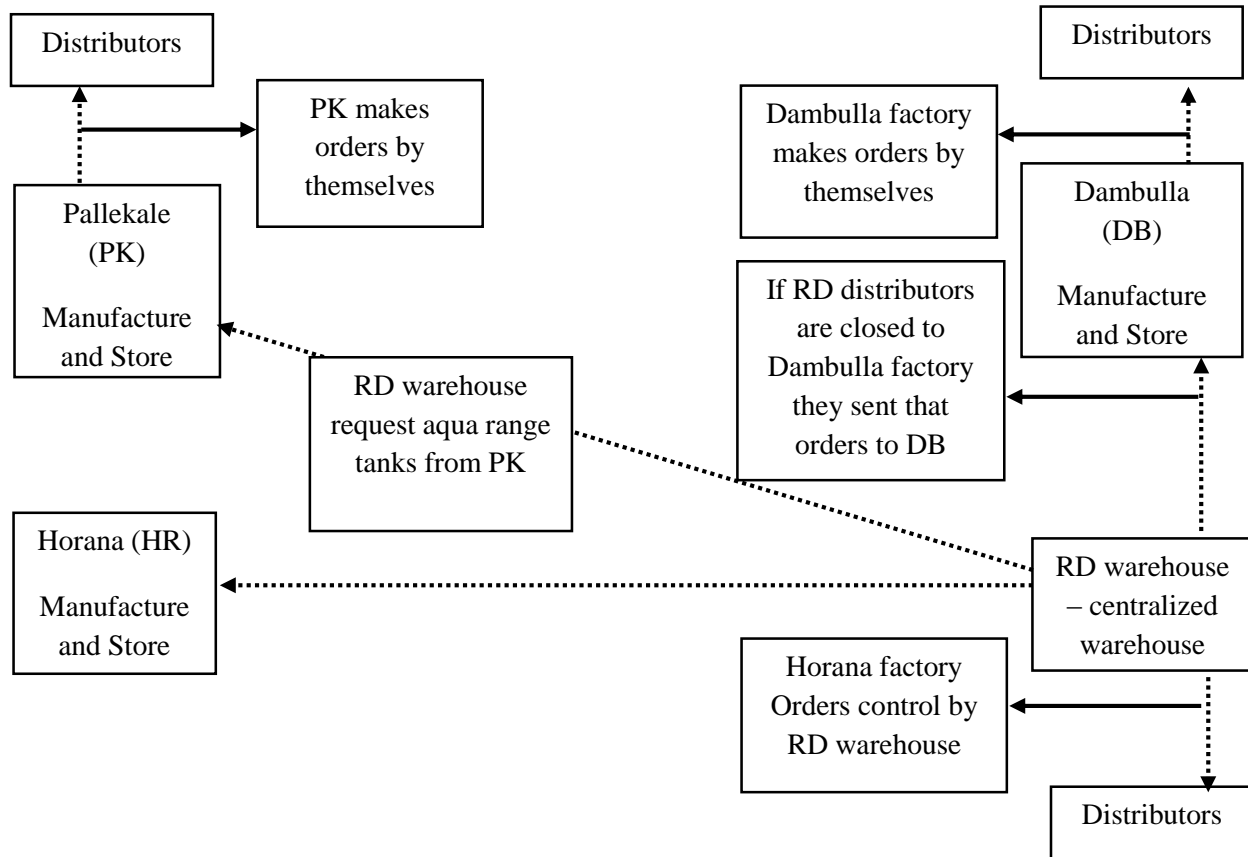 Distributors
PK makes
orders by
themselves
Pallekale
(PK)
Manufacture
and Store
RD warehouse
request aqua range
tanks from PK
Horana (HR)
Manufacture
and Store
Distributors
Dambulla factory
makes orders by
themselves
Dambulla
(DB)
Manufacture
and Store
If RD distributors
are closed to
Dambulla factory
they sent that
orders to DB
RD warehouse
– centralized
warehouse
Horana factory
Orders control by
RD warehouse
Distributors